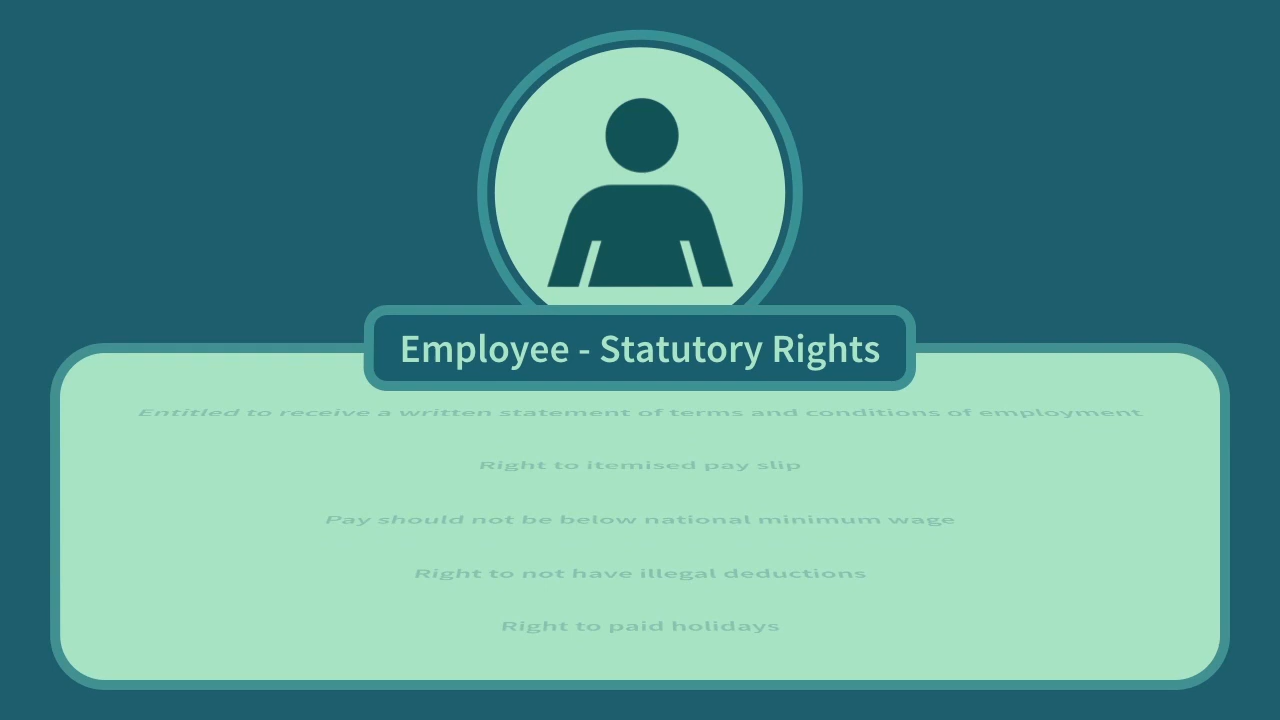 Employee - Statutory Rights
Entitled to receive a written statement of terms and conditions of employment
Right to itemised pay slip
Pay should not be below national minimum wage
Right to not have illegal deductions
Right to paid holidays